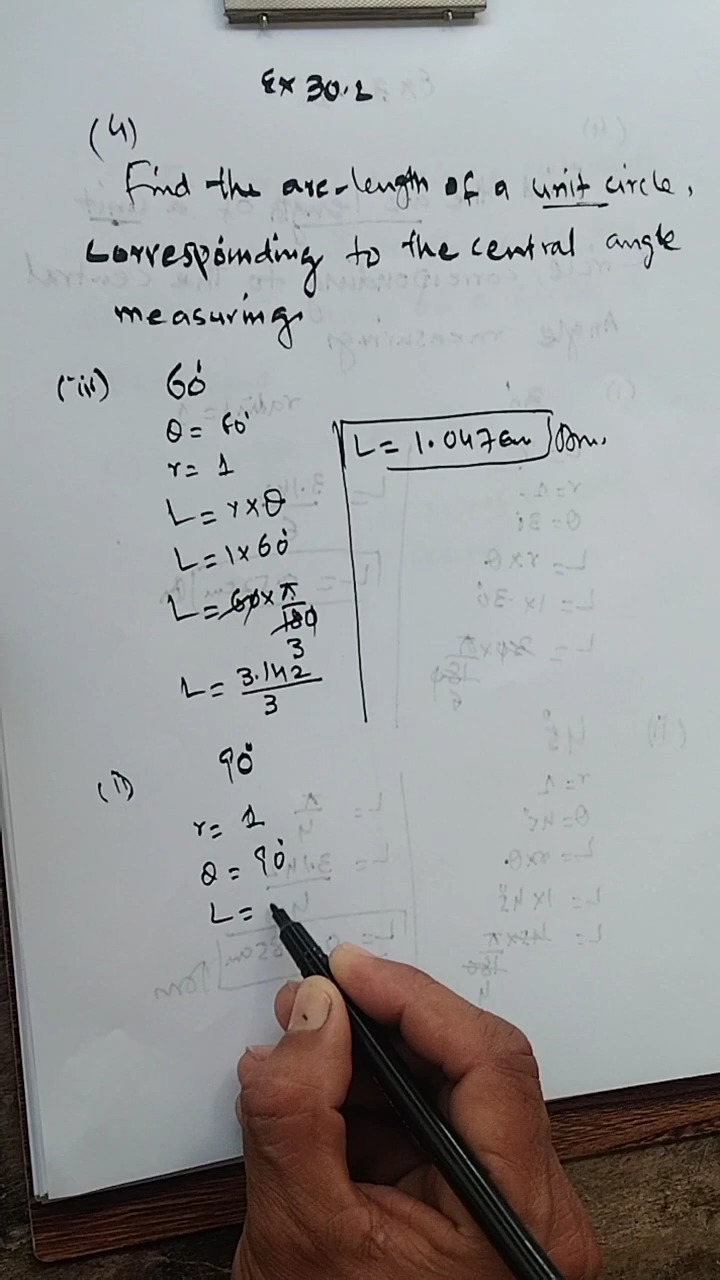 Ex 30.2
(4)
Find the arc-length of a unit circle,
corresponding to the central angle
measuring
(iii) 60°
θ = 60°
r = 1
L = r×θ
L = 1×60°
L = 60×π
180
3
L = 3.142
3
L = 1.047cm Ans.
(i) 90°
r = 1
θ = 90°
L =